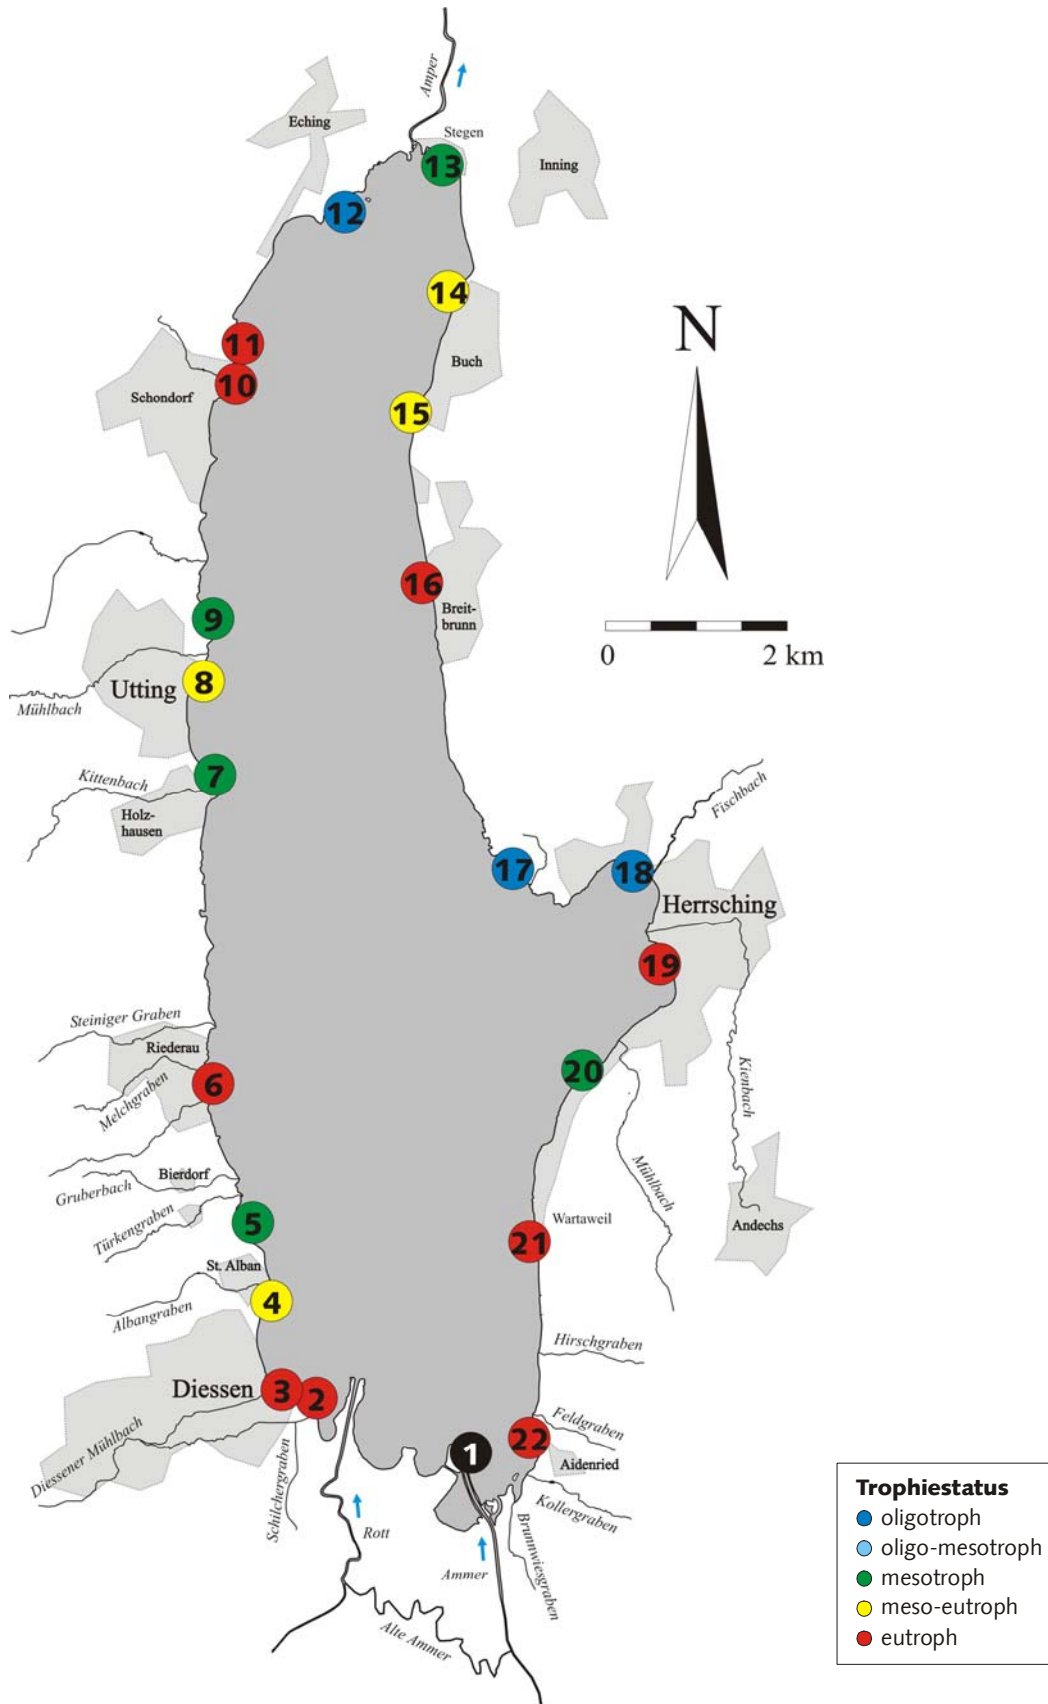 Amper
Eching
Stegen
13
Inning
12
14
N
11
Buch
10
Schondorf
15
16
Breit-
brunn
9
0 2 km
8
Utting
Mühlbach
7
Kittenbach
Holz-
hausen
Fischbach
17
18
Herrsching
19
Steiniger Graben
Riederau
20
6
Melchgraben
Kienbach
Bierdorf
Gruberbach
Mühlbach
5
Türkengraben
Wartaweil
Andechs
21
St. Alban
4
Albangraben
Hirschgraben
Diessen
3
2
Feldgraben
22
1
Diessener Mühlbach
Aidenried
Schilchergraben
Kollergraben
Rott
Brunnwiesgraben
Ammer
Alte Ammer
Trophiestatus
oligotroph
oligo-mesotroph
mesotroph
meso-eutroph
eutroph